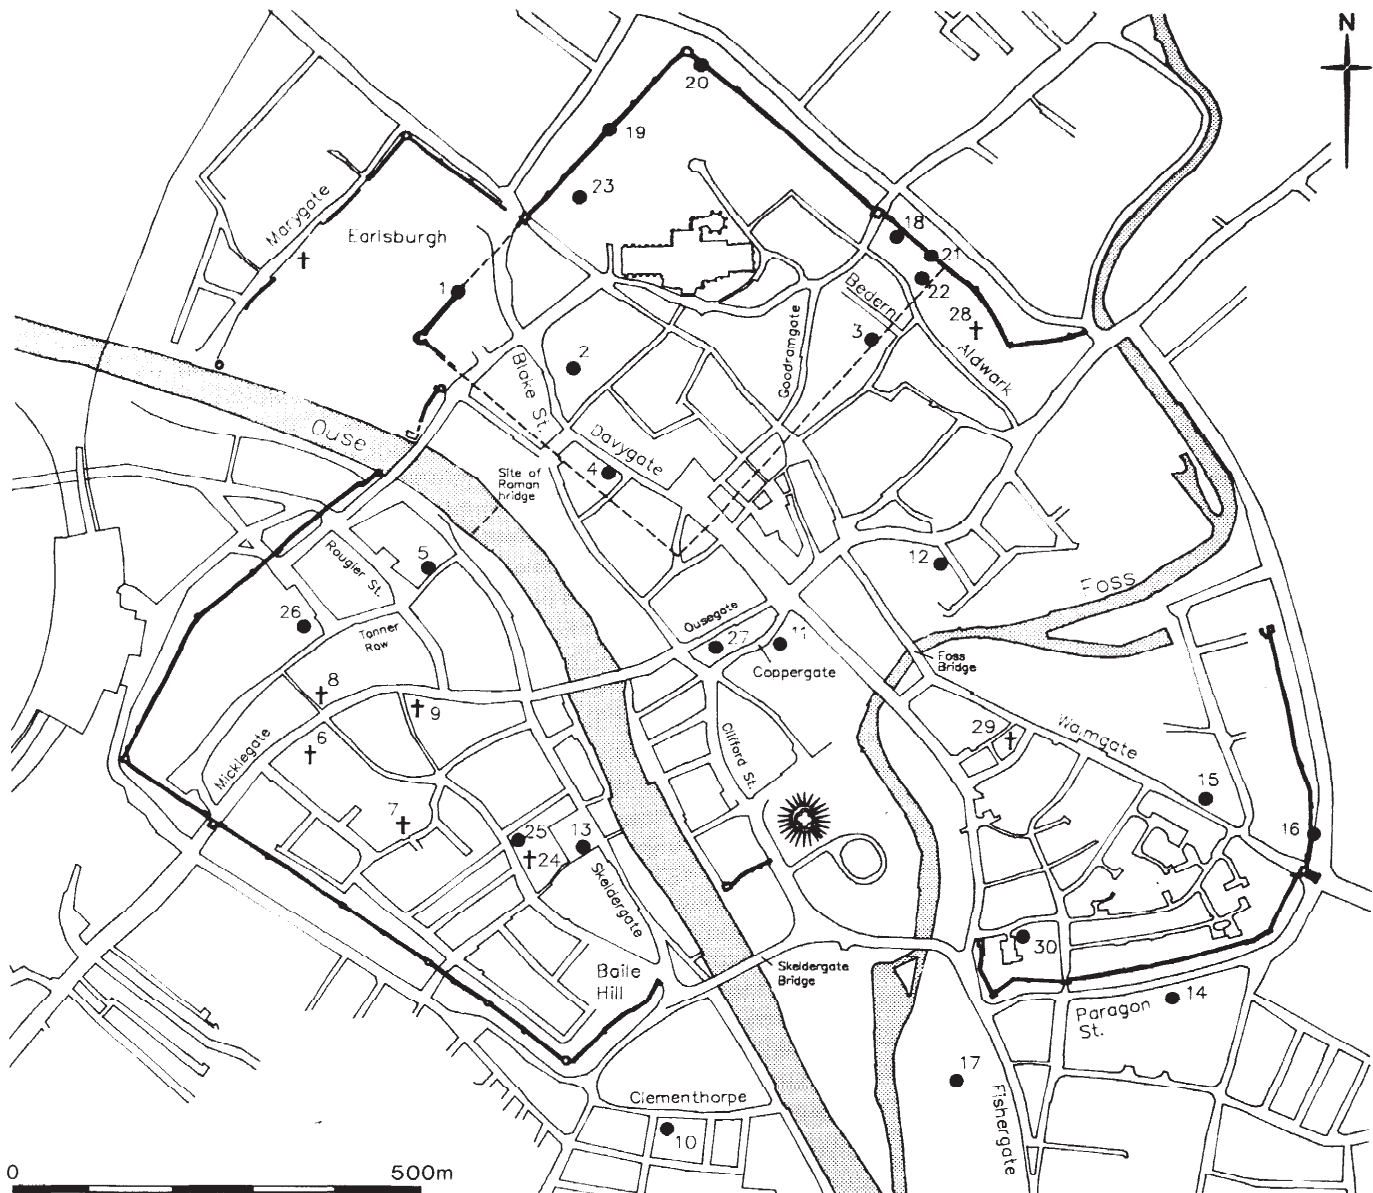 N
20
19
23
18
21
22
28
Marygate
Earlsburgh
1
2
3
Bedern
Aldwark
Goodramgate
Blake St.
Davygate
4
Ouse
Site of
Roman
bridge
5
Rougier St.
12
Foss
26
Tanner
Row
Ousegate
27
11
Coppergate
Foss
Bridge
8
9
6
Micklegate
Clifford St.
29
Walmgate
15
16
7
25
24
13
Skeldergate
30
Baile
Hill
Skeldergate
Bridge
14
Paragon
St.
17
Fishergate
Clementhorpe
10
0
500m